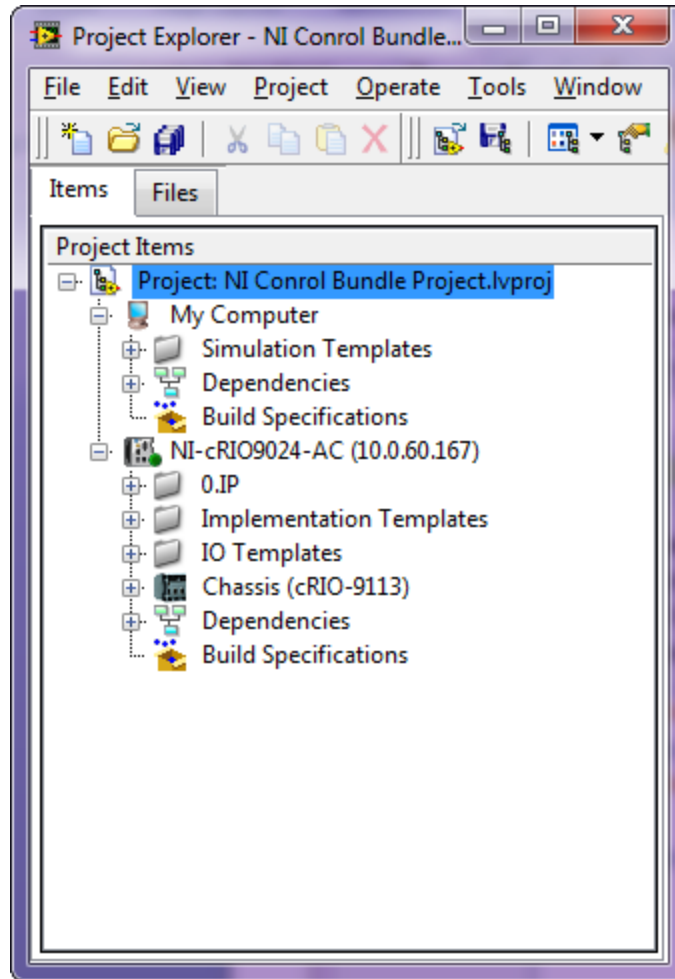 Project Explorer - NI Conrol Bundle...
File Edit View Project Operate Tools Window
Items Files
Project Items
Project: NI Conrol Bundle Project.lvproj
My Computer
Simulation Templates
Dependencies
Build Specifications
NI-cRIO9024-AC (10.0.60.167)
0.IP
Implementation Templates
IO Templates
Chassis (cRIO-9113)
Dependencies
Build Specifications